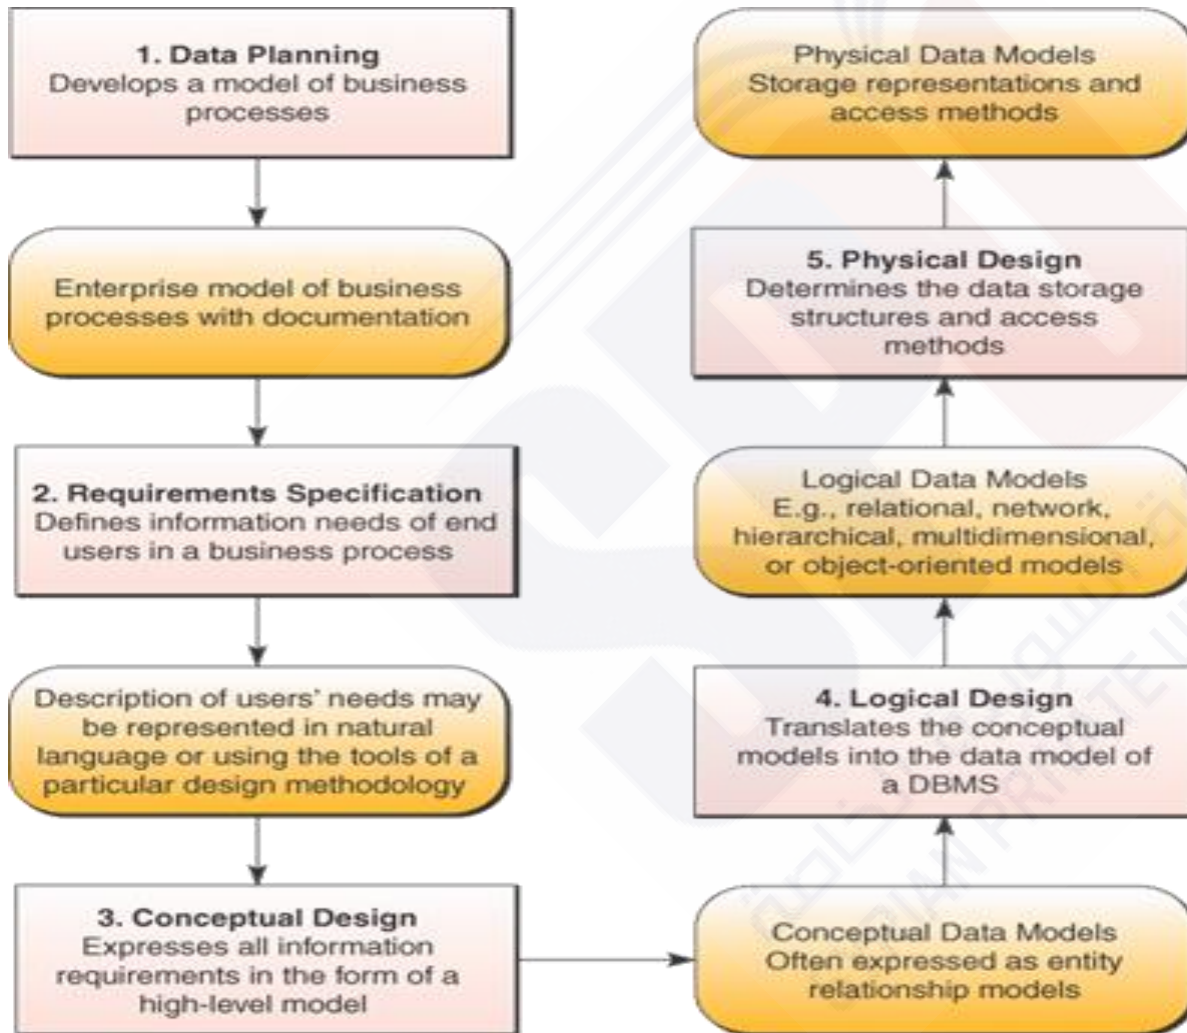 1. Data Planning
Develops a model of business
processes
Enterprise model of business
processes with documentation
2. Requirements Specification
Defines information needs of end
users in a business process
Description of users' needs may
be represented in natural
language or using the tools of a
particular design methodology
3. Conceptual Design
Expresses all information
requirements in the form of a
high-level model
Conceptual Data Models
Often expressed as entity
relationship models
4. Logical Design
Translates the conceptual
models into the data model of
a DBMS
Logical Data Models
E.g., relational, network,
hierarchical, multidimensional,
or object-oriented models
5. Physical Design
Determines the data storage
structures and access
methods
Physical Data Models
Storage representations and
access methods